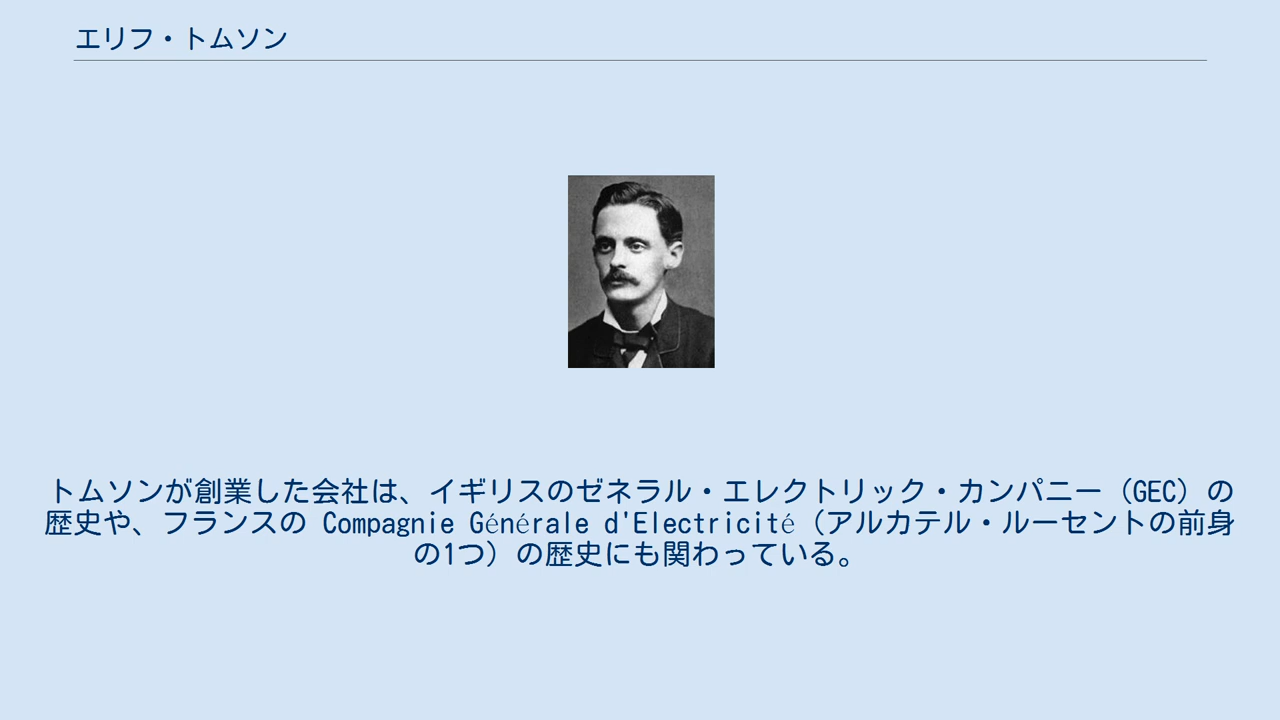 エリフ・トムソン
トムソンが創業した会社は、イギリスのゼネラル・エレクトリック・カンパニー（GEC）の
歴史や、フランスの Compagnie Générale d'Electricité（アルカテル・ルーセントの前身
の1つ）の歴史にも関わっている。